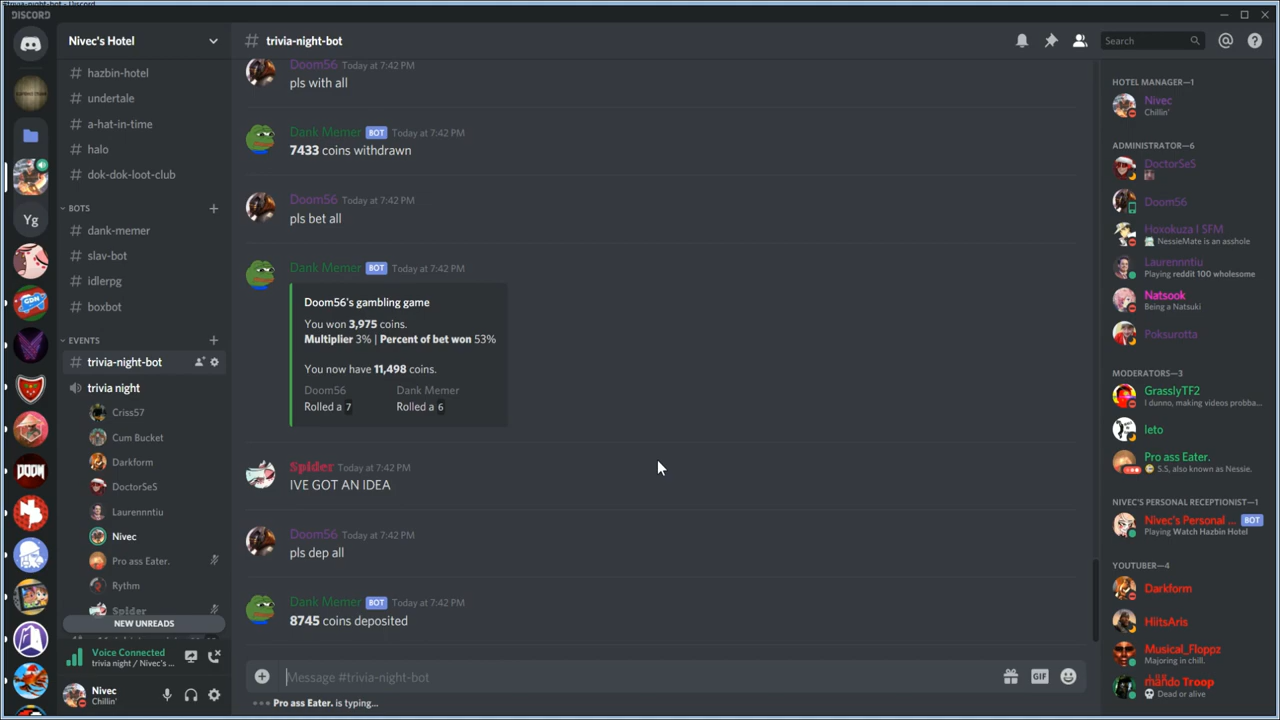 #trivia-night-bot - Discord
DISCORD
Nivec's Hotel
hazbin-hotel
undertale
a-hat-in-time
halo
dok-dok-loot-club
BOTS
dank-memer
slav-bot
idlerpg
boxbot
EVENTS
trivia-night-bot
trivia night
Criss57
Cum Bucket
Darkform
DoctorSeS
Laurennntiu
Nivec
Pro ass Eater.
Rythm
Spider
NEW UNREADS
Voice Connected
trivia night / Nivec's ...
Nivec
Chillin'
Yg
GDN
DOOM
# trivia-night-bot
Search
Doom56 Today at 7:42 PM
pls with all
Dank Memer BOT Today at 7:42 PM
7433 coins withdrawn
Doom56 Today at 7:42 PM
pls bet all
Dank Memer BOT Today at 7:42 PM
Doom56's gambling game
You won 3,975 coins.
Multiplier 3% | Percent of bet won 53%
You now have 11,498 coins.
Doom56 Dank Memer
Rolled a 7 Rolled a 6
Spider Today at 7:42 PM
IVE GOT AN IDEA
Doom56 Today at 7:42 PM
pls dep all
Dank Memer BOT Today at 7:42 PM
8745 coins deposited
Message #trivia-night-bot
GIF
Pro ass Eater. is typing...
HOTEL MANAGER—1
Nivec
Chillin'
ADMINISTRATOR—6
DoctorSeS
Doom56
Hoxokuza I SFM
NessieMate is an asshole
Laurennntiu
Playing reddit 100 wholesome
Natsook
Being a Natsuki
Poksurotta
MODERATORS—3
GrasslyTF2
I dunno, making videos probba...
leto
Pro ass Eater.
S.S, also known as Nessie.
NIVEC'S PERSONAL RECEPTIONIST—1
Nivec's Personal ... BOT
Playing Watch Hazbin Hotel
YOUTUBER—4
Darkform
HiitsAris
Musical_Floppz
Majoring in chill.
Troop
Dead or alive